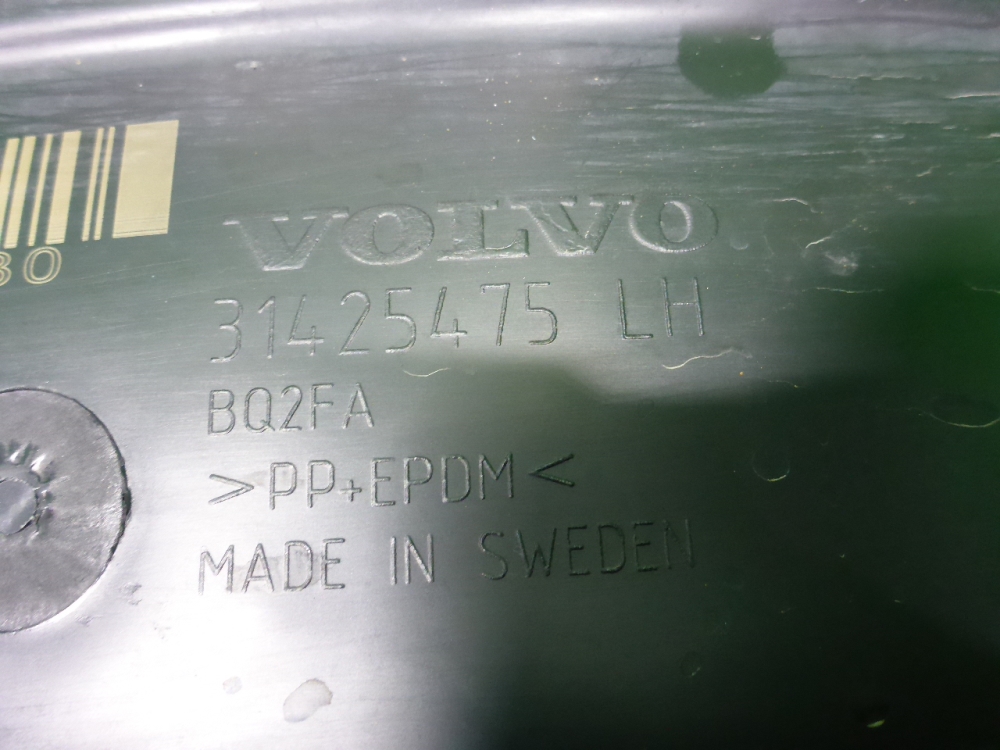 VOLVO
31425475 LH
BQ2FA
>PP+EPDM<
MADE IN SWEDEN